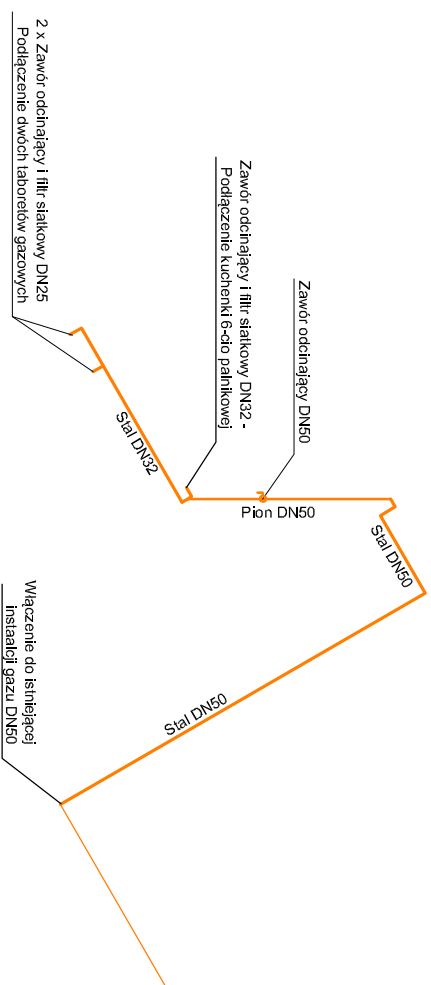 2 x Zawór odcinający i filtr siatkowy DN25
Podłączenie dwóch taboretów gazowych
Zawór odcinający i filtr siatkowy DN32 -
Podłączenie kuchenki 6-cio palnikowej
Zawór odcinający DN50
Stal DN32
Pion DN50
Stal DN50
Stal DN50
Włączenie do istniejącej
instaalcji gazu DN50